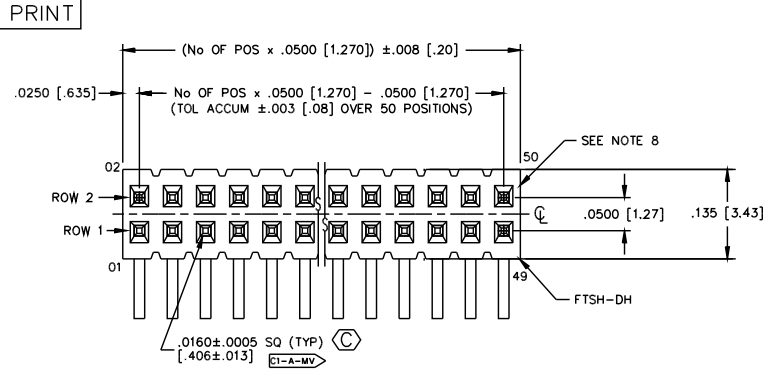 PRINT
(No OF POS x .0500 [1.270]) ±.008 [.20]
.0250 [.635]
No OF POS x .0500 [1.270] - .0500 [1.270]
(TOL ACCUM ±.003 [.08] OVER 50 POSITIONS)
SEE NOTE 8
02
50
ROW 2
ROW 1
℄
.0500 [1.27]
.135 [3.43]
01
49
FTSH-DH
.0160±.0005 SQ (TYP)
C
[.406±.013]
C1-A-MV